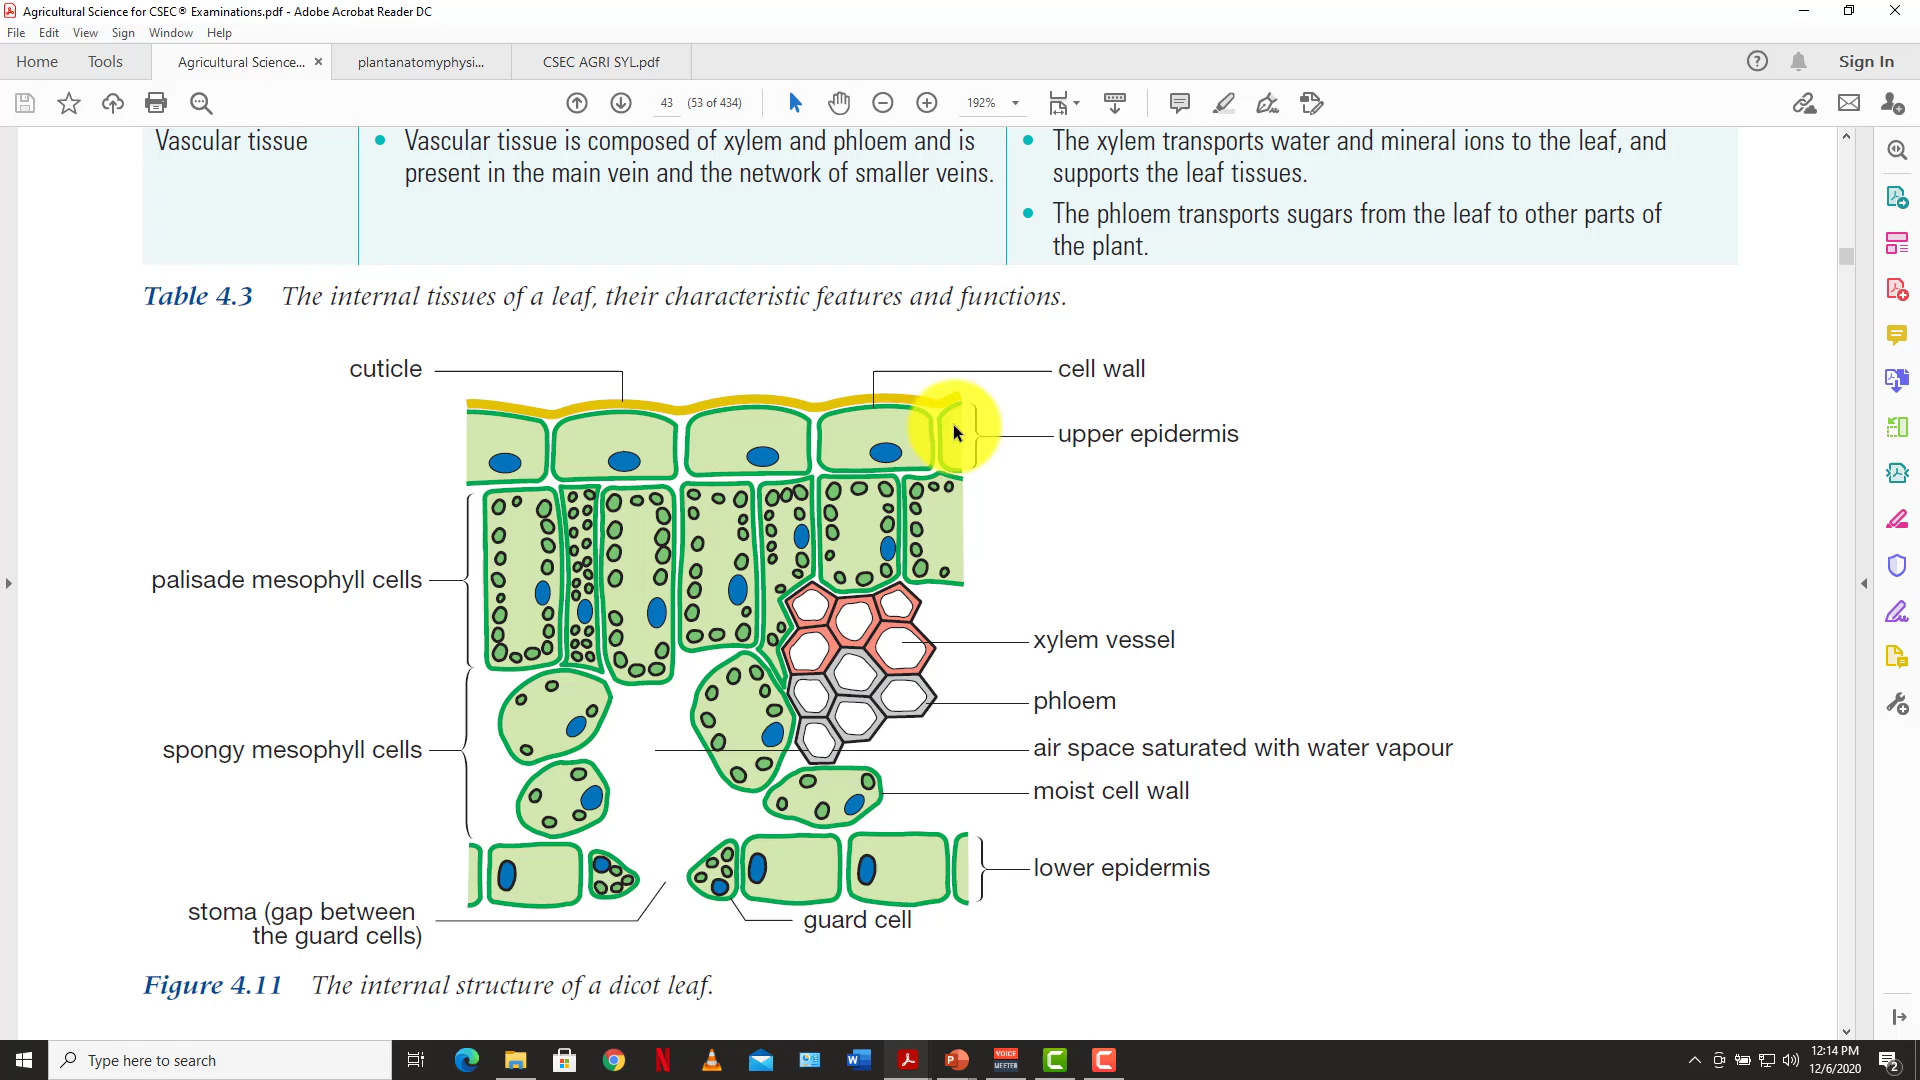 Agricultural Science for CSEC® Examinations.pdf - Adobe Acrobat Reader DC
File Edit View Sign Window Help
Home Tools Agricultural Science... × plantanatomyphysi... CSEC AGRI SYL.pdf Sign In
43 (53 of 434) 192%
Vascular tissue
• Vascular tissue is composed of xylem and phloem and is
present in the main vein and the network of smaller veins.
• The xylem transports water and mineral ions to the leaf, and
supports the leaf tissues.
• The phloem transports sugars from the leaf to other parts of
the plant.
Table 4.3 The internal tissues of a leaf, their characteristic features and functions.
cuticle
cell wall
upper epidermis
palisade mesophyll cells
xylem vessel
phloem
spongy mesophyll cells
air space saturated with water vapour
moist cell wall
lower epidermis
stoma (gap between
the guard cells)
guard cell
Figure 4.11 The internal structure of a dicot leaf.
Type here to search
VOICE
MEETER
12:14 PM
12/6/2020
2